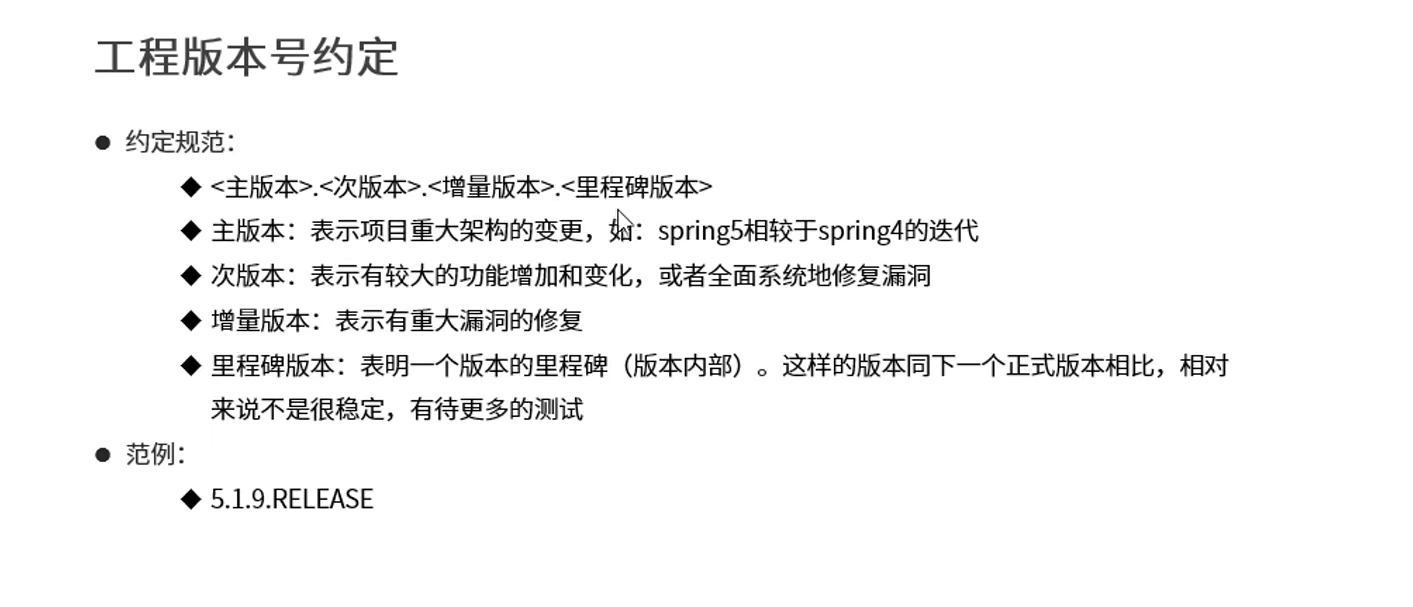 工程版本号约定
● 约定规范：
◆ <主版本>.<次版本>.<增量版本>.<里程碑版本>
◆ 主版本：表示项目重大架构的变更，如：spring5相较于spring4的迭代
◆ 次版本：表示有较大的功能增加和变化，或者全面系统地修复漏洞
◆ 增量版本：表示有重大漏洞的修复
◆ 里程碑版本：表明一个版本的里程碑（版本内部）。这样的版本同下一个正式版本相比，相对
来说不是很稳定，有待更多的测试
● 范例：
◆ 5.1.9.RELEASE